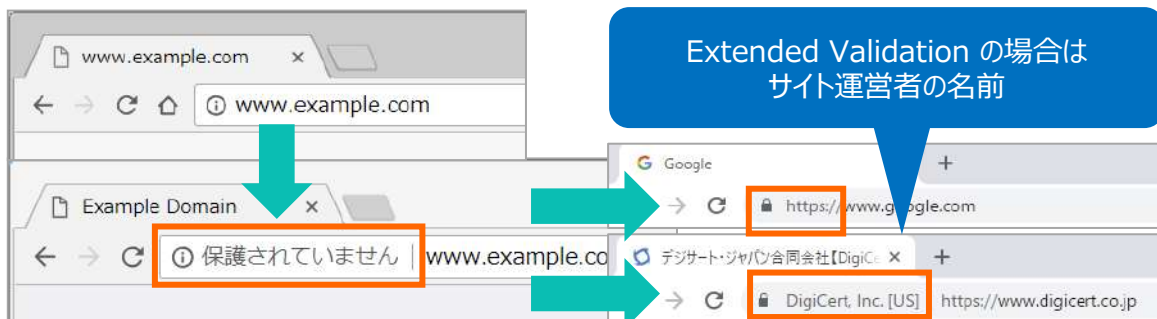 www.example.com
www.example.com
Example Domain
保護されていません | www.example.co
Extended Validation の場合は
サイト運営者の名前
Google
https://www.google.com
デジサート・ジャパン合同会社【DigiCe
DigiCert, Inc. [US] https://www.digicert.co.jp